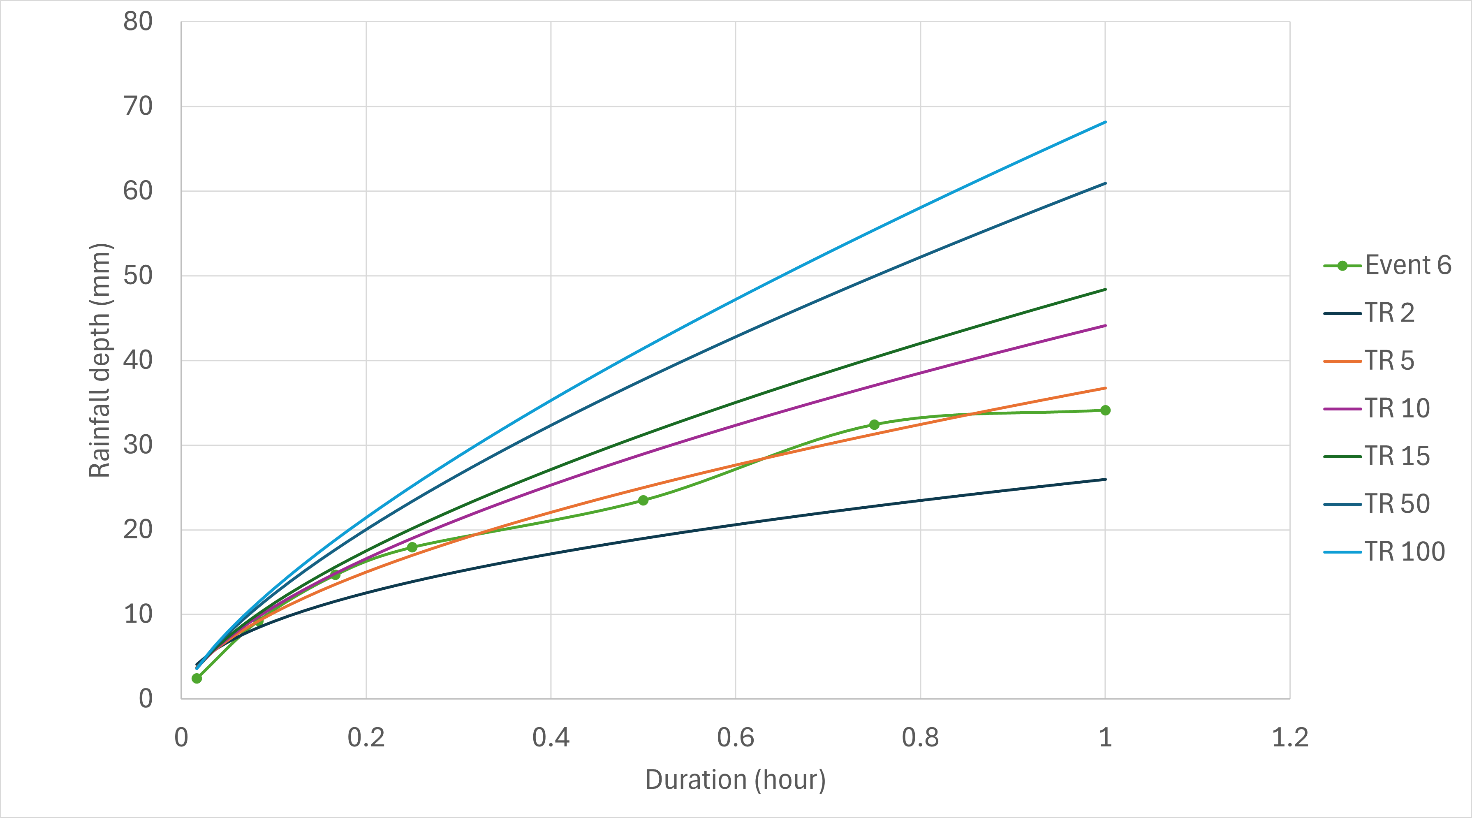 80
70
60
50
40
30
20
10
0
Rainfall depth (mm)
0 0.2 0.4 0.6 0.8 1 1.2
Duration (hour)
Event 6
TR 2
TR 5
TR 10
TR 15
TR 50
TR 100